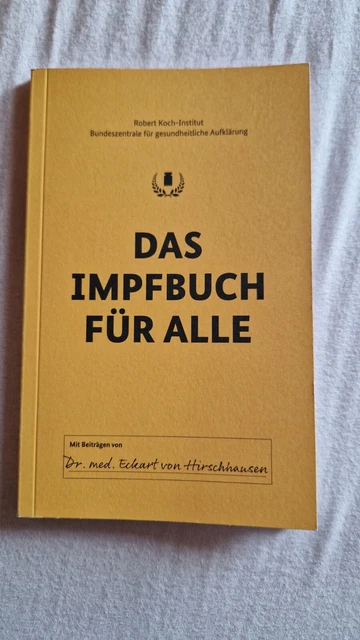 Robert Koch-Institut
Bundeszentrale für gesundheitliche Aufklärung
DAS
IMPFBUCH
FÜR ALLE
Mit Beiträgen von
Dr. med. Eckart von Hirschhausen